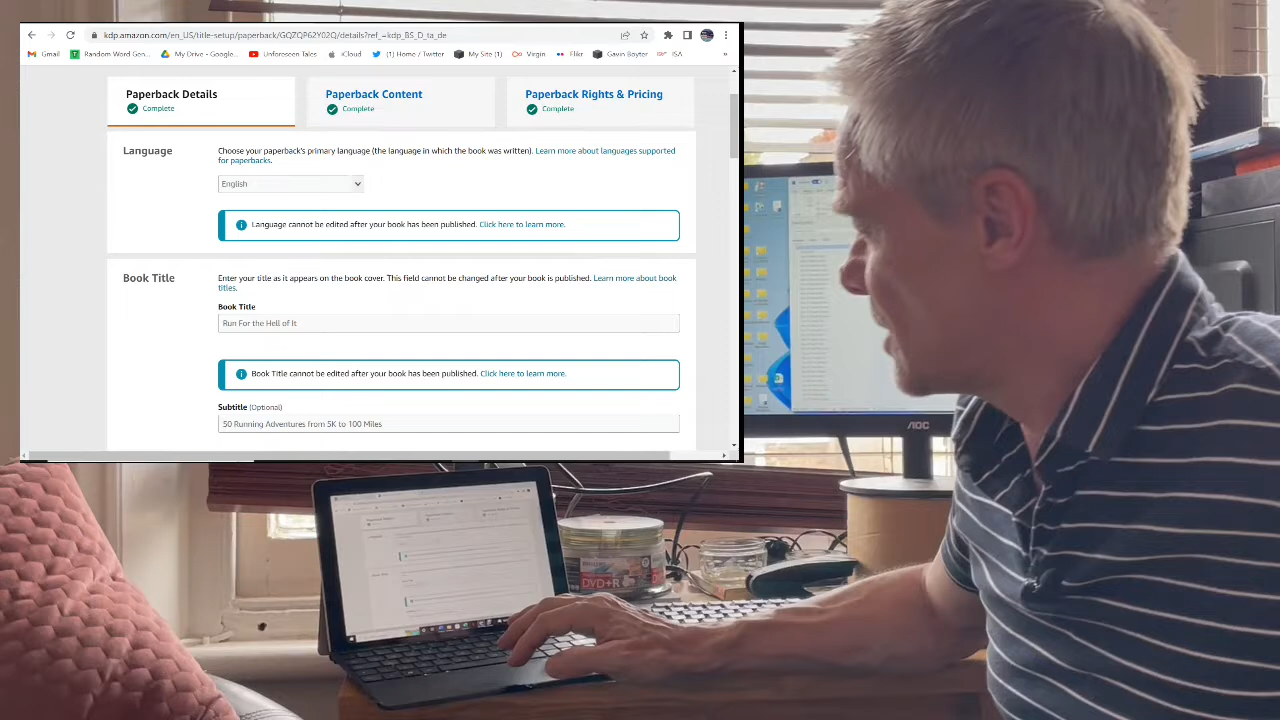 kdp.amazon.com/en_US/title-setup/paperback/GQZQP62Y02Q/details?ref_=kdp_BS_D_ta_de
Gmail Random Word Gen... My Drive - Google... Unforeseen Tales iCloud (1) Home / Twitter My Site (1) Virgin Flikr Gavin Boyter ISA »
Paperback Details Paperback Content Paperback Rights & Pricing
Complete Complete Complete
Language
Choose your paperback's primary language (the language in which the book was written). Learn more about languages supported
for paperbacks.
English
Language cannot be edited after your book has been published. Click here to learn more.
ook Title
Enter your title as it appears on the book cover. This field cannot be changed after your book is published. Learn more about book
titles.
Book Title
Run For the Hell of It
Book Title cannot be edited after your book has been published. Click here to learn more.
Subtitle (Optional)
50 Running Adventures from 5K to 100 Miles
AOC
DVD+R